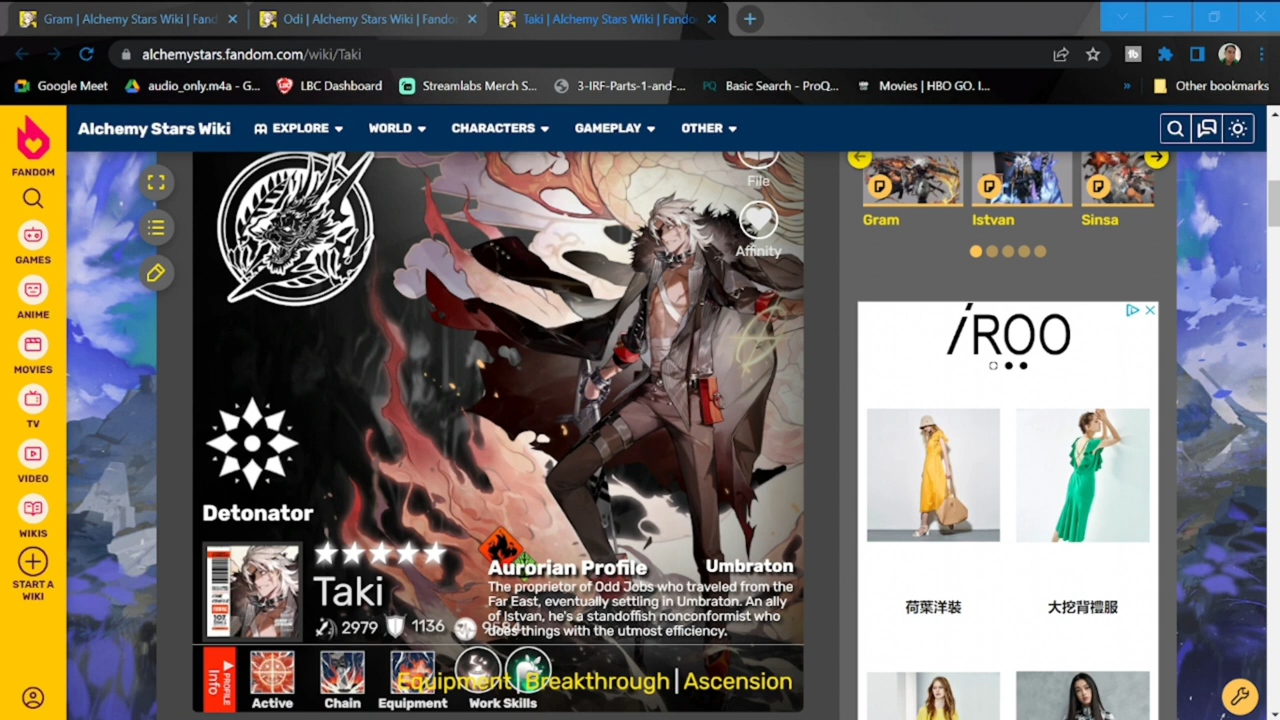 Gram | Alchemy Stars Wiki | Fand
Odi | Alchemy Stars Wiki | Fando
Taki | Alchemy Stars Wiki | Fando
alchemystars.fandom.com/wiki/Taki
Google Meet
audio_only.m4a - G...
LBC Dashboard
Streamlabs Merch S...
3-IRF-Parts-1-and-...
PQ Basic Search - ProQ...
Movies | HBO GO. I...
»
Other bookmarks
FANDOM
GAMES
ANIME
MOVIES
TV
VIDEO
WIKIS
START A
WIKI
Alchemy Stars Wiki
EXPLORE
WORLD
CHARACTERS
GAMEPLAY
OTHER
File
Affinity
Detonator
Taki
2979
1136
Aurorian Profile
Umbraton
The proprietor of Odd Jobs who traveled from the
Far East, eventually settling in Umbraton. An ally
of Istvan, he's a standoffish nonconformist who
does things with the utmost efficiency.
PROFILE
Info
Active
Chain
Equipment
Work Skills
Equipment | Breakthrough | Ascension
Gram
Istvan
Sinsa
iROO
荷葉洋裝
大挖背禮服